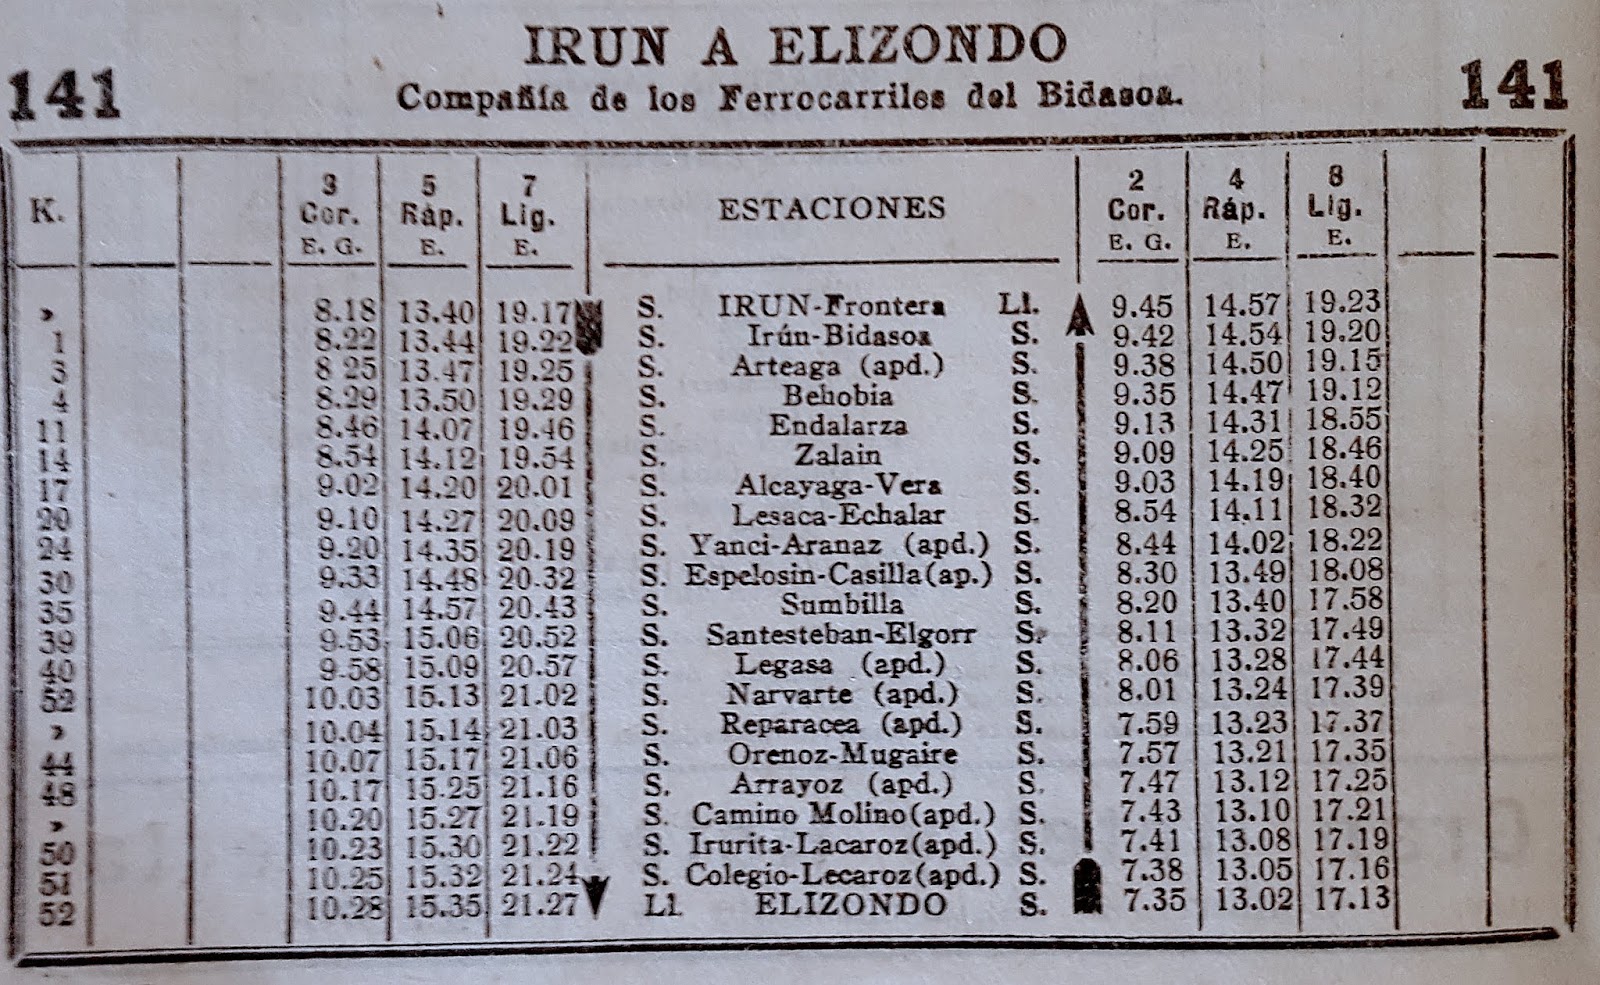 IRUN A ELIZONDO
141 Compañía de los Ferrocarriles del Bidasoa. 141
K. 3 Cor. E. G. 5 Ráp. E. 7 Lig. E. ESTACIONES 2 Cor. E. G. 4 Ráp. E. 8 Lig. E.
» 8.18 13.40 19.17 S. IRUN-Frontera Ll. 9.45 14.57 19.23
1 8.22 13.44 19.22 S. Irún-Bidasoa S. 9.42 14.54 19.20
3 8 25 13.47 19.25 S. Arteaga (apd.) S. 9.38 14.50 19.15
4 8.29 13.50 19.29 S. Behobia S. 9.35 14.47 19.12
11 8.46 14.07 19.46 S. Endalarza S. 9.13 14.31 18.55
14 8.54 14.12 19.54 S. Zalain S. 9.09 14.25 18.46
17 9.02 14.20 20.01 S. Alcayaga-Vera S. 9.03 14.19 18.40
20 9.10 14.27 20.09 S. Lesaca-Echalar S. 8.54 14.11 18.32
24 9.20 14.35 20.19 S. Yanci-Aranaz (apd.) S. 8.44 14.02 18.22
30 9.33 14.48 20.32 S. Espelosin-Casilla(ap.) S. 8.30 13.49 18.08
35 9.44 14.57 20.43 S. Sumbilla S. 8.20 13.40 17.58
39 9.53 15.06 20.52 S. Santesteban-Elgorr S. 8.11 13.32 17.49
40 9.58 15.09 20.57 S. Legasa (apd.) S. 8.06 13.28 17.44
52 10.03 15.13 21.02 S. Narvarte (apd.) S. 8.01 13.24 17.39
» 10.04 15.14 21.03 S. Reparacea (apd.) S. 7.59 13.23 17.37
44 10.07 15.17 21.06 S. Orenoz-Mugaire S. 7.57 13.21 17.35
48 10.17 15.25 21.16 S. Arrayoz (apd.) S. 7.47 13.12 17.25
» 10.20 15.27 21.19 S. Camino Molino(apd.) S. 7.43 13.10 17.21
50 10.23 15.30 21.22 S. Irurita-Lacaroz(apd.) S. 7.41 13.08 17.19
51 10.25 15.32 21.24 S. Colegio-Lecaroz(apd.) S. 7.38 13.05 17.16
52 10.28 15.35 21.27 Ll. ELIZONDO S. 7.35 13.02 17.13